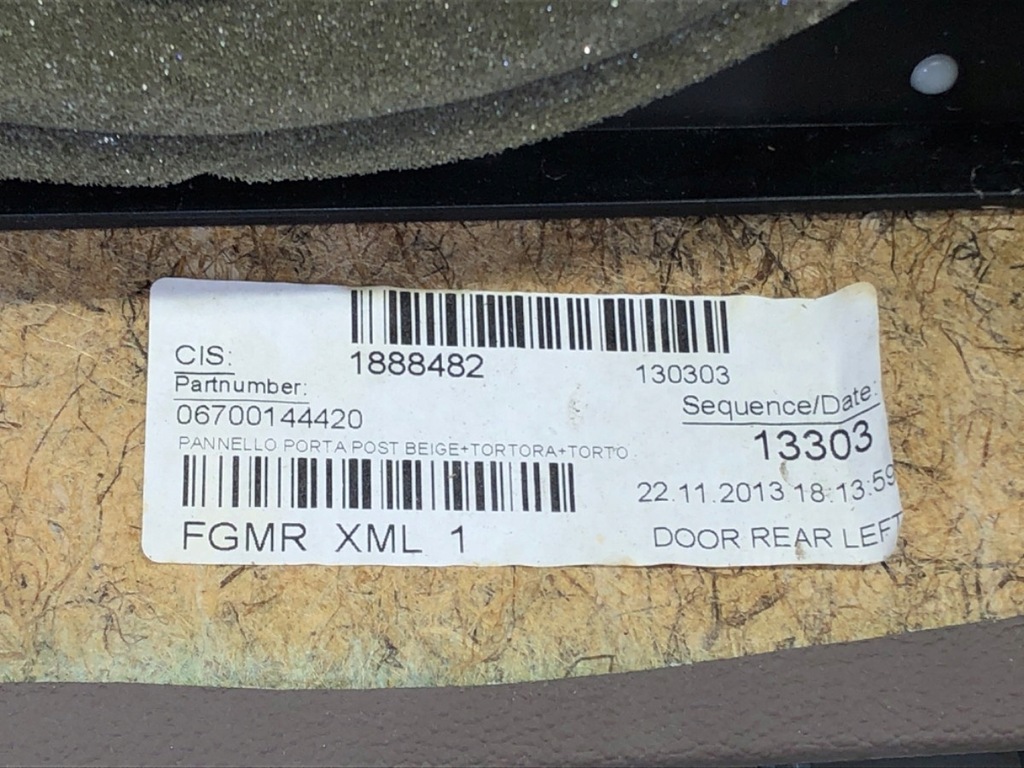 CIS:
1888482 130303
Partnumber:
06700144420
Sequence/Date:
13303
PANNELLO PORTA POST BEIGE+TORTORA+TORTO
22.11.2013 18:13:59
FGMR XML 1
DOOR REAR LEFT